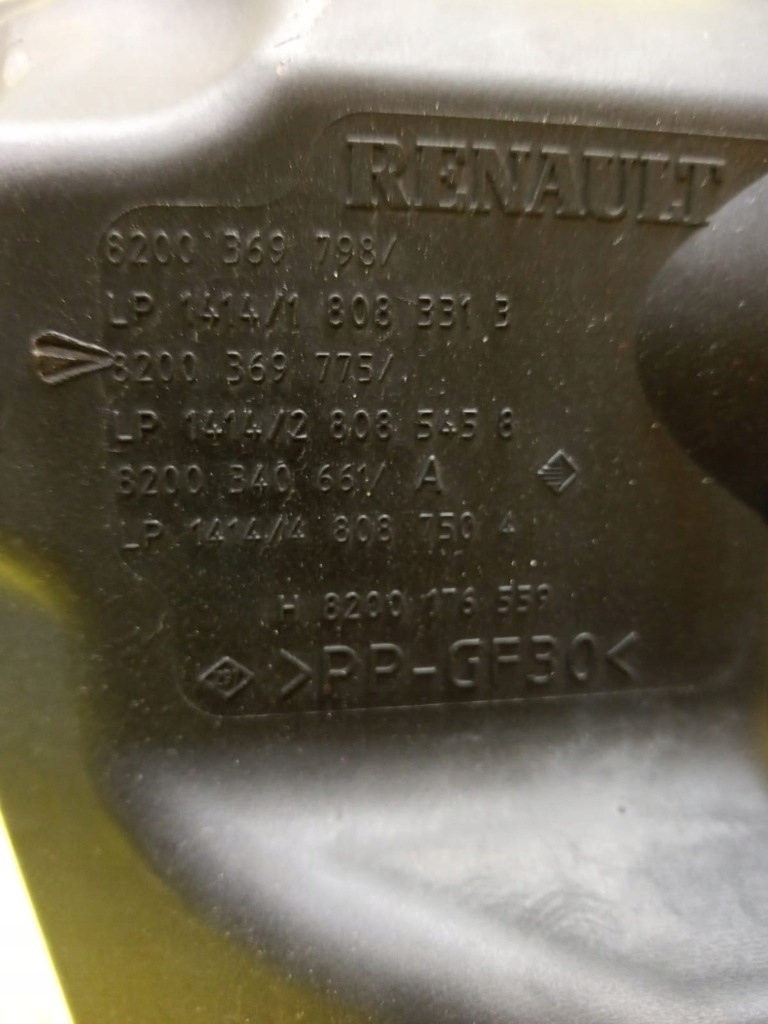 RENAULT
8200 369 798/
LP 1414/1 808 331 3
8200 369 775/
LP 1414/2 808 545 8
8200 340 661/ A
LP 1414/4 808 750 4
H 8200 176 559
>PP-GF30<